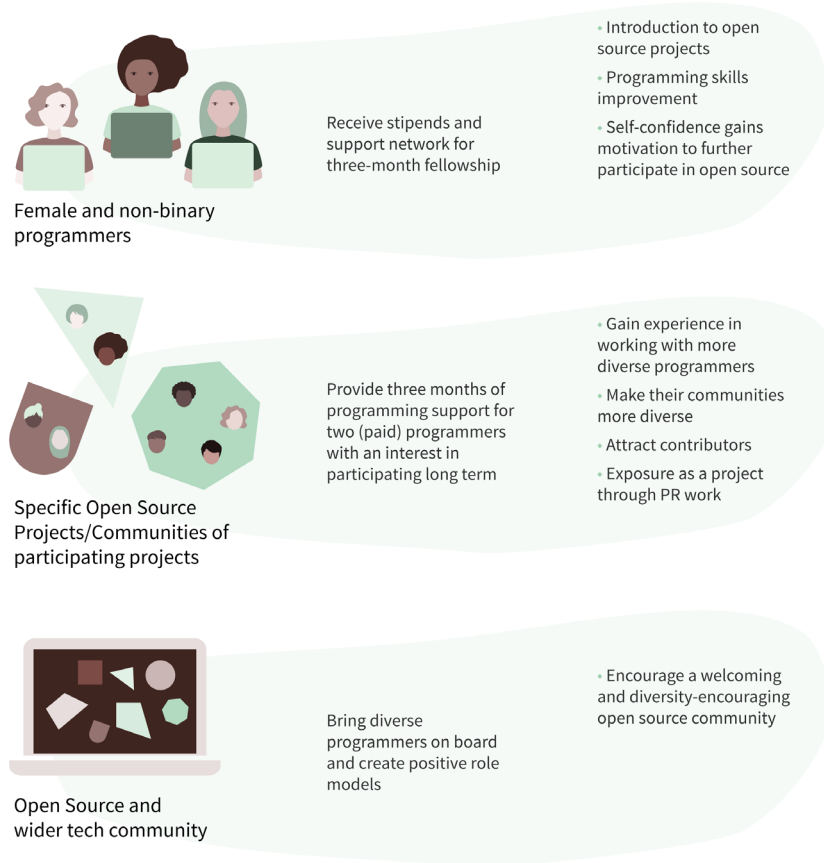 Female and non-binary
programmers
Receive stipends and
support network for
three-month fellowship
• Introduction to open
source projects
• Programming skills
improvement
• Self-confidence gains
motivation to further
participate in open source
Specific Open Source
Projects/Communities of
participating projects
Provide three months of
programming support for
two (paid) programmers
with an interest in
participating long term
• Gain experience in
working with more
diverse programmers
• Make their communities
more diverse
• Attract contributors
• Exposure as a project
through PR work
Open Source and
wider tech community
Bring diverse
programmers on board
and create positive role
models
• Encourage a welcoming
and diversity-encouraging
open source community